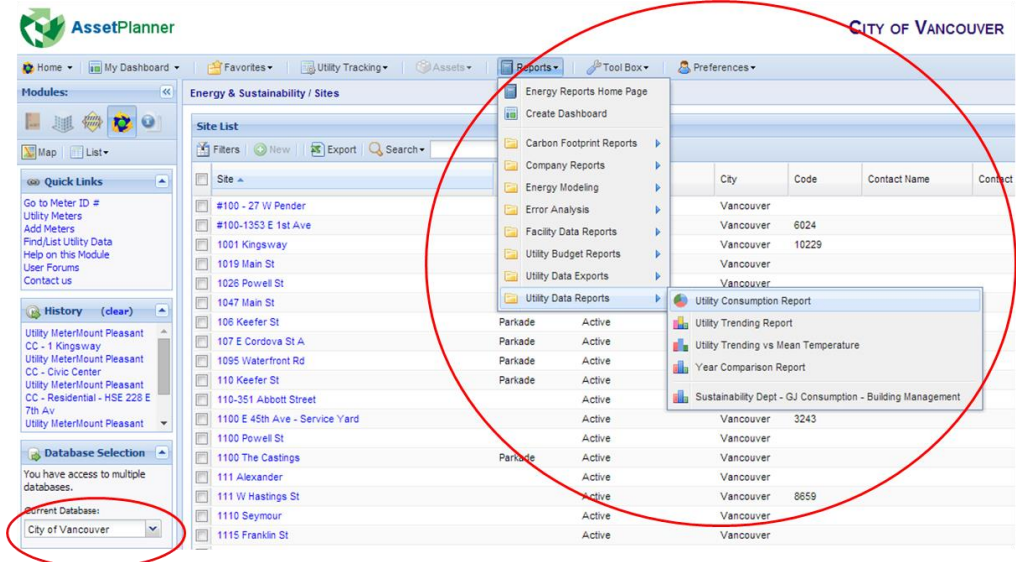 AssetPlanner
CITY OF VANCOUVER
Home My Dashboard Favorites Utility Tracking Assets Reports Tool Box Preferences
Modules:
Map List
Quick Links
Go to Meter ID #
Utility Meters
Add Meters
Find/List Utility Data
Help on this Module
User Forums
Contact us
History (clear)
Utility MeterMount Pleasant
CC - 1 Kingsway
Utility MeterMount Pleasant
CC - Civic Center
Utility MeterMount Pleasant
CC - Residential - HSE 228 E
7th Av
Utility MeterMount Pleasant
Database Selection
You have access to multiple
databases.
Current Database:
City of Vancouver
Energy & Sustainability / Sites
Site List
Filters New Export Search
Site City Code Contact Name Contact
#100 - 27 W Pender Vancouver
#100-1353 E 1st Ave Vancouver 6024
1001 Kingsway Vancouver 10229
1019 Main St Vancouver
1026 Powell St Vancouver
1047 Main St
106 Keefer St Parkade Active
107 E Cordova St A Parkade Active
1095 Waterfront Rd Parkade Active
110 Keefer St Parkade Active
110-351 Abbott Street Active
1100 E 45th Ave - Service Yard Active Vancouver 3243
1100 Powell St Active Vancouver
1100 The Castings Parkade Active Vancouver
111 Alexander Active Vancouver
111 W Hastings St Active Vancouver 8659
1110 Seymour Active Vancouver
1115 Franklin St Active Vancouver
Energy Reports Home Page
Create Dashboard
Carbon Footprint Reports
Company Reports
Energy Modeling
Error Analysis
Facility Data Reports
Utility Budget Reports
Utility Data Exports
Utility Data Reports
Utility Consumption Report
Utility Trending Report
Utility Trending vs Mean Temperature
Year Comparison Report
Sustainability Dept - GJ Consumption - Building Management